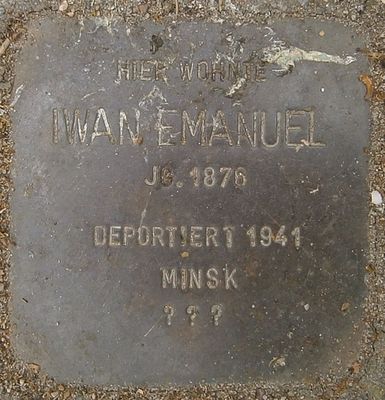 HIER WOHNTE
IWAN EMANUEL
JG. 1876
DEPORTIERT 1941
MINSK
? ? ?